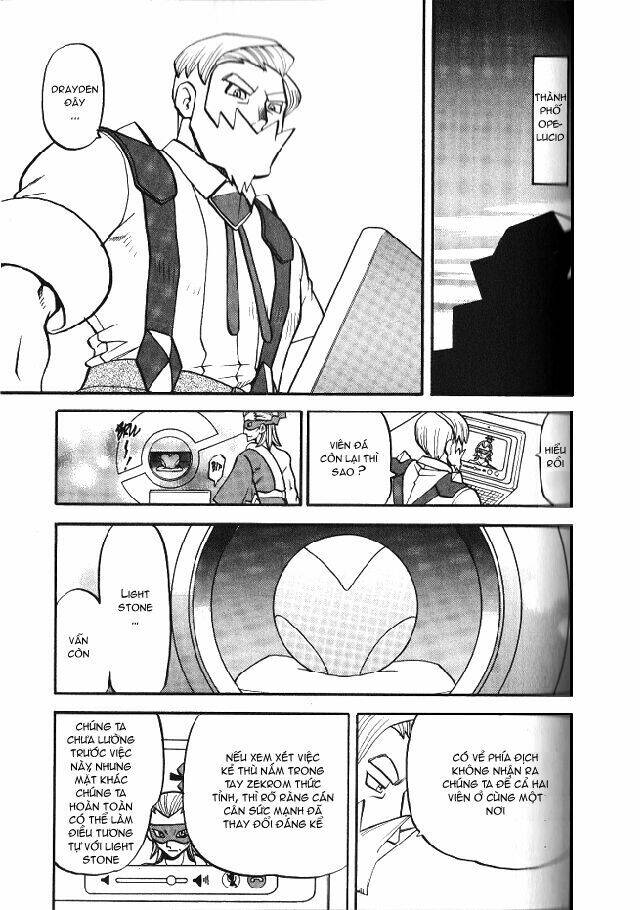 THÀNH
PHỐ
OPE-
LUCID
DRAYDEN
ĐÂY
...
HIỂU
RỒI
VIÊN ĐÁ
CÒN LẠI THÌ
SAO ?
LIGHT
STONE
...
VẪN
CÒN
CÓ VẺ PHÍA ĐỊCH
KHÔNG NHẬN RA
CHÚNG TA ĐỂ CẢ HAI
VIÊN Ở CÙNG MỘT
NƠI
NẾU XEM XÉT VIỆC
KẺ THÙ NẮM TRONG
TAY ZEKROM THỨC
TỈNH, THÌ RÕ RÀNG CÁN
CÂN SỨC MẠNH ĐÃ
THAY ĐỔI ĐÁNG KỂ
CHÚNG TA
CHƯA LƯỜNG
TRƯỚC VIỆC
NÀY, NHƯNG
MẶT KHÁC
CHÚNG TA
HOÀN TOÀN
CÓ THỂ LÀM
ĐIỀU TƯƠNG
TỰ VỚI LIGHT
STONE